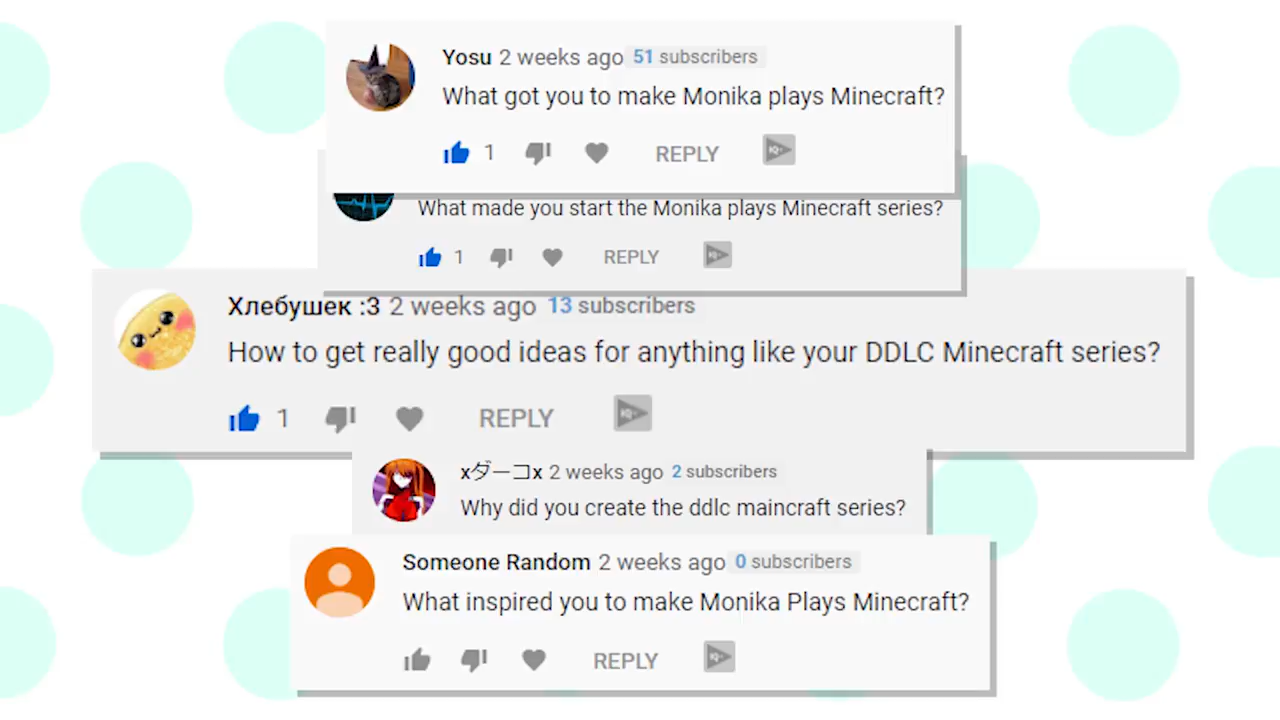 Yosu 2 weeks ago 51 subscribers
What got you to make Monika plays Minecraft?
1 REPLY
What made you start the Monika plays Minecraft series?
1 REPLY
Хлебушек :3 2 weeks ago 13 subscribers
How to get really good ideas for anything like your DDLC Minecraft series?
1 REPLY
xダーコx 2 weeks ago 2 subscribers
Why did you create the ddlc maincraft series?
Someone Random 2 weeks ago 0 subscribers
What inspired you to make Monika Plays Minecraft?
REPLY